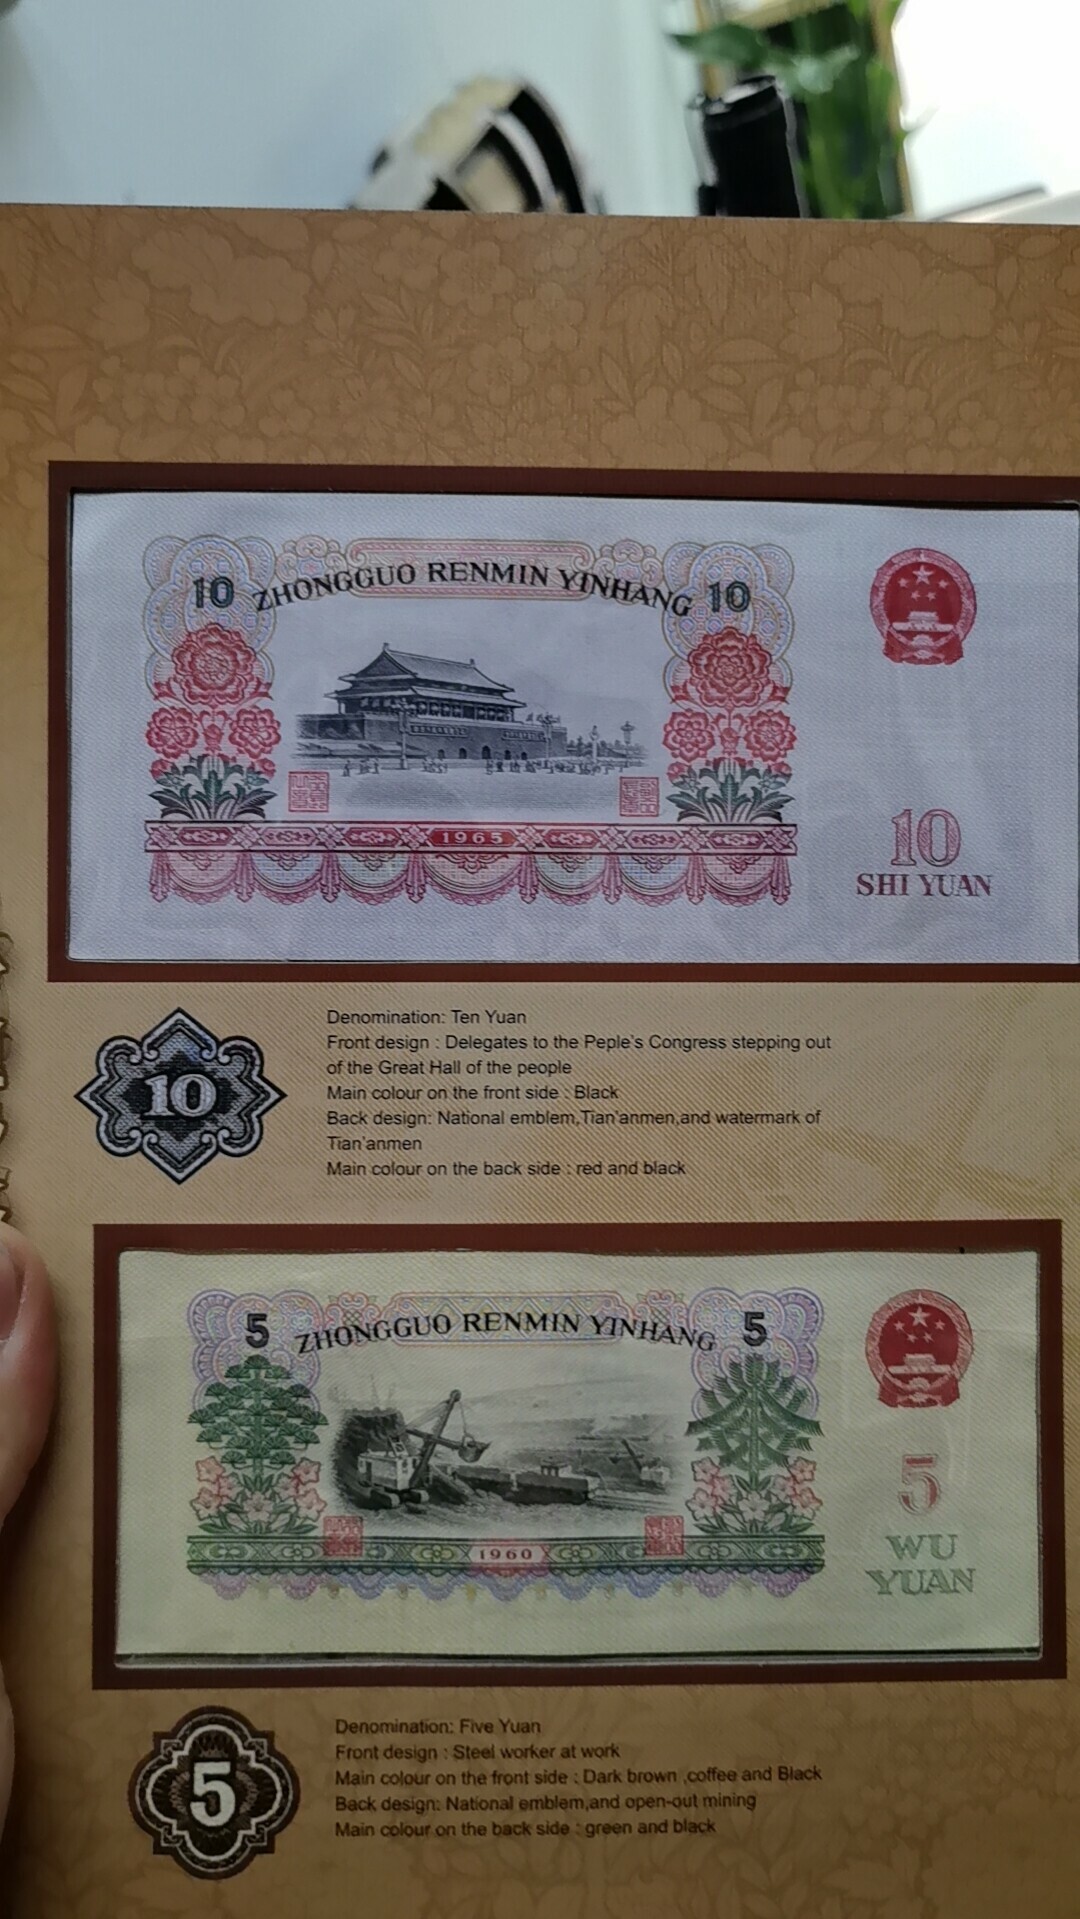 10 ZHONGGUO RENMIN YINHANG 10
1965
10
SHI YUAN
10
Denomination: Ten Yuan
Front design : Delegates to the Peple's Congress stepping out
of the Great Hall of the people
Main colour on the front side : Black
Back design: National emblem,Tian'anmen,and watermark of
Tian'anmen
Main colour on the back side : red and black
5 ZHONGGUO RENMIN YINHANG 5
1960
5
WU
YUAN
5
Denomination: Five Yuan
Front design : Steel worker at work
Main colour on the front side : Dark brown ,coffee and Black
Back design: National emblem,and open-out mining
Main colour on the back side : green and black